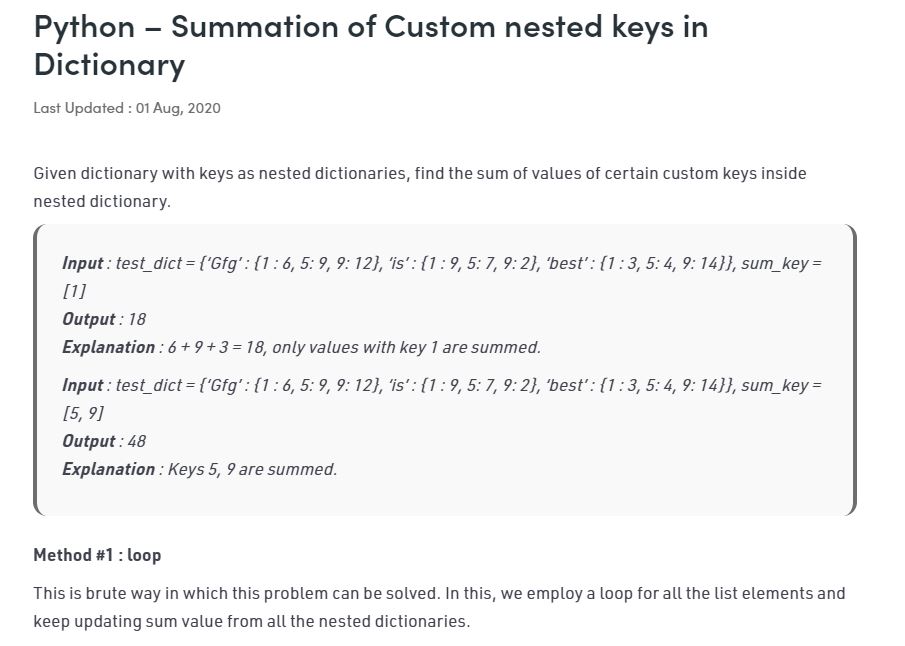 Python – Summation of Custom nested keys in
Dictionary
Last Updated : 01 Aug, 2020
Given dictionary with keys as nested dictionaries, find the sum of values of certain custom keys inside
nested dictionary.
Input : test_dict = {‘Gfg’ : {1 : 6, 5: 9, 9: 12}, ‘is’ : {1 : 9, 5: 7, 9: 2}, ‘best’ : {1 : 3, 5: 4, 9: 14}}, sum_key =
[1]
Output : 18
Explanation : 6 + 9 + 3 = 18, only values with key 1 are summed.
Input : test_dict = {‘Gfg’ : {1 : 6, 5: 9, 9: 12}, ‘is’ : {1 : 9, 5: 7, 9: 2}, ‘best’ : {1 : 3, 5: 4, 9: 14}}, sum_key =
[5, 9]
Output : 48
Explanation : Keys 5, 9 are summed.
Method #1 : loop
This is brute way in which this problem can be solved. In this, we employ a loop for all the list elements and
keep updating sum value from all the nested dictionaries.